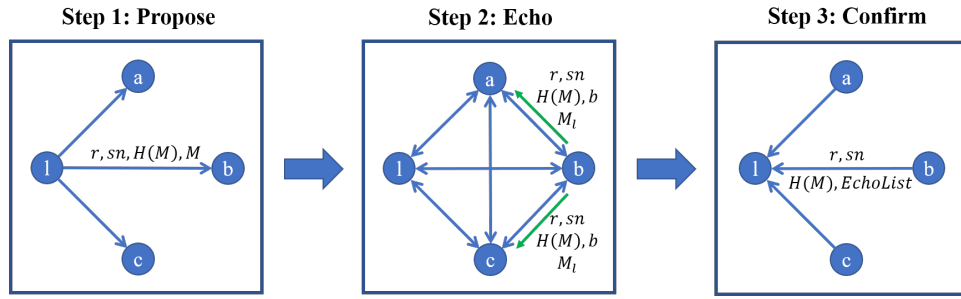 Step 1: Propose
a
l
r, sn, H(M), M
b
c
Step 2: Echo
a
r, sn
H(M), b
M_l
l
b
r, sn
H(M), b
M_l
c
Step 3: Confirm
a
l
r, sn
b
H(M), EchoList
c